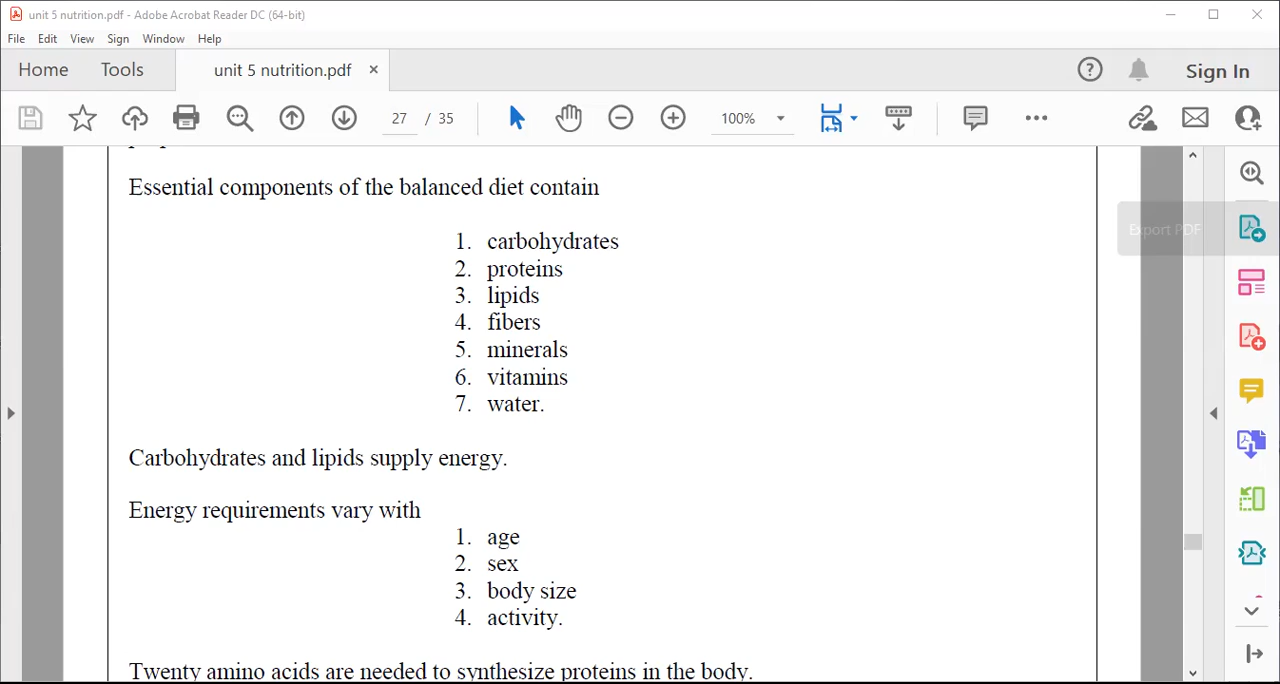 unit 5 nutrition.pdf - Adobe Acrobat Reader DC (64-bit)
File Edit View Sign Window Help
Home Tools unit 5 nutrition.pdf × Sign In
27 / 35 100%
Essential components of the balanced diet contain
Export PDF
1. carbohydrates
2. proteins
3. lipids
4. fibers
5. minerals
6. vitamins
7. water.
Carbohydrates and lipids supply energy.
Energy requirements vary with
1. age
2. sex
3. body size
4. activity.
Twenty amino acids are needed to synthesize proteins in the body.